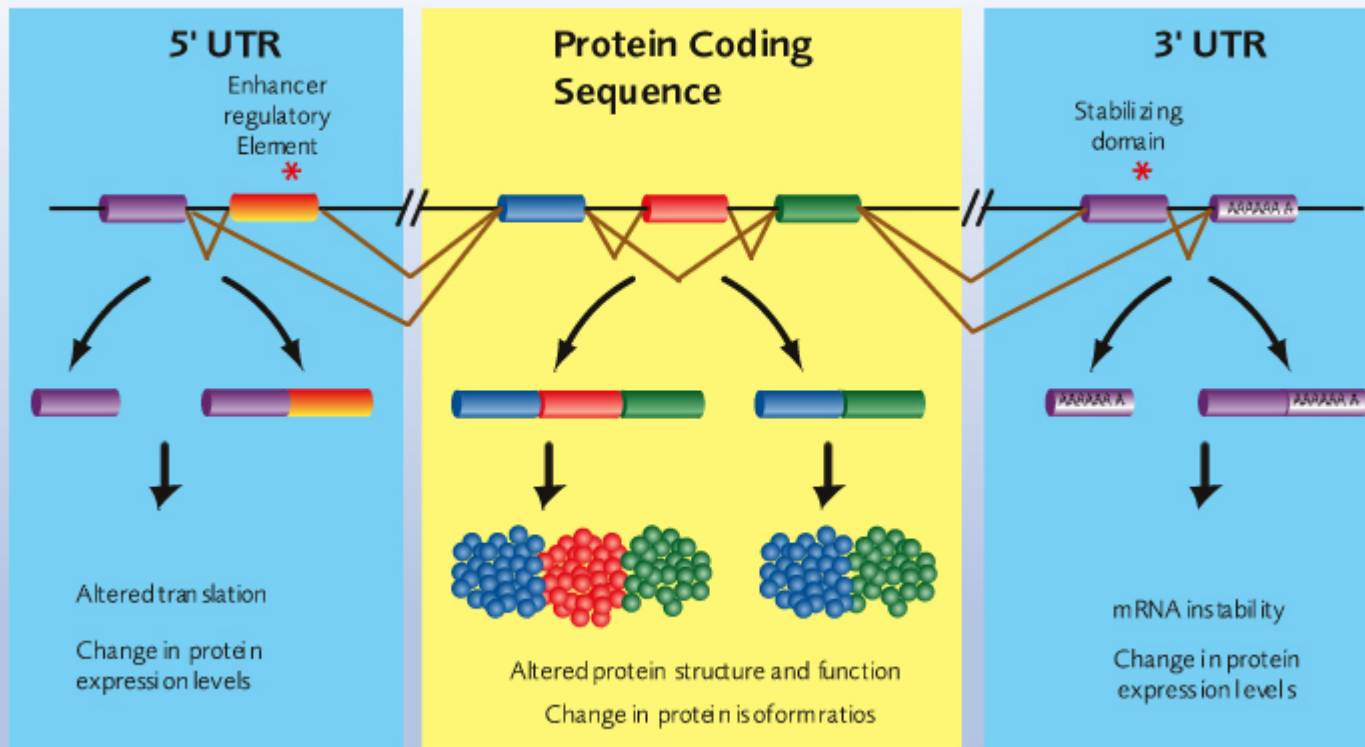 5' UTR
Enhancer
regulatory
Element
*
Protein Coding
Sequence
3' UTR
Stabilizing
domain
*
//
//
AAAAAA A
AAAAAA A
AAAAAA A
Altered translation
Change in protein
expression levels
Altered protein structure and function
Change in protein isoform ratios
mRNA instability
Change in protein
expression levels